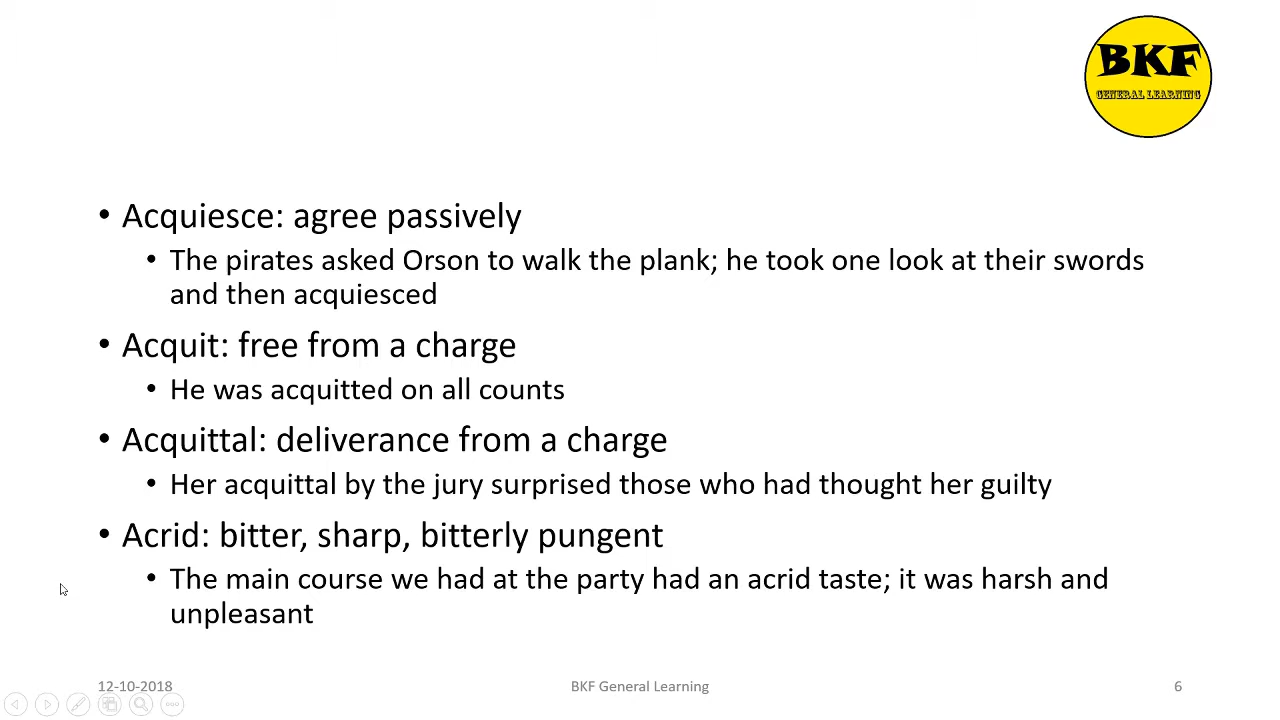 BKF
GENERAL LEARNING
• Acquiesce: agree passively
• The pirates asked Orson to walk the plank; he took one look at their swords
and then acquiesced
• Acquit: free from a charge
• He was acquitted on all counts
• Acquittal: deliverance from a charge
• Her acquittal by the jury surprised those who had thought her guilty
• Acrid: bitter, sharp, bitterly pungent
• The main course we had at the party had an acrid taste; it was harsh and
unpleasant
12-10-2018
BKF General Learning
6